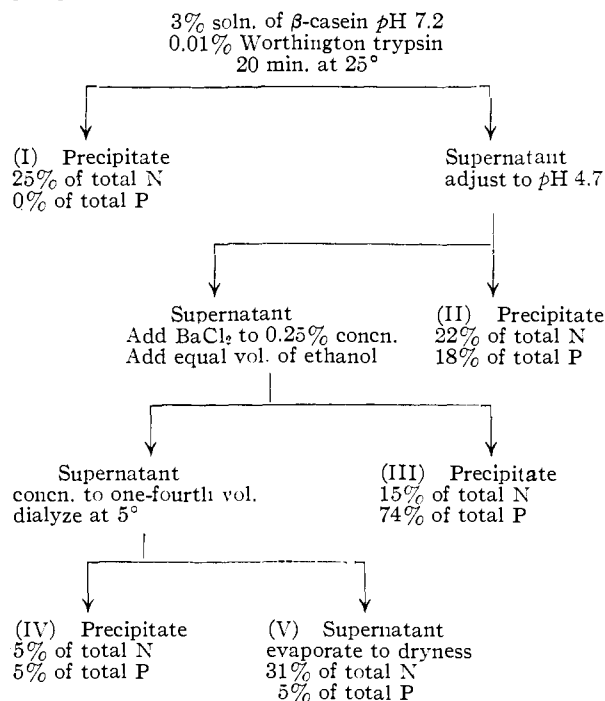 3% soln. of β-casein pH 7.2
0.01% Worthington trypsin
20 min. at 25°
(I) Precipitate
25% of total N
0% of total P
Supernatant
adjust to pH 4.7
Supernatant
Add BaCl₂ to 0.25% concn.
Add equal vol. of ethanol
(II) Precipitate
22% of total N
18% of total P
Supernatant
concn. to one-fourth vol.
dialyze at 5°
(III) Precipitate
15% of total N
74% of total P
(IV) Precipitate
5% of total N
5% of total P
(V) Supernatant
evaporate to dryness
31% of total N
5% of total P